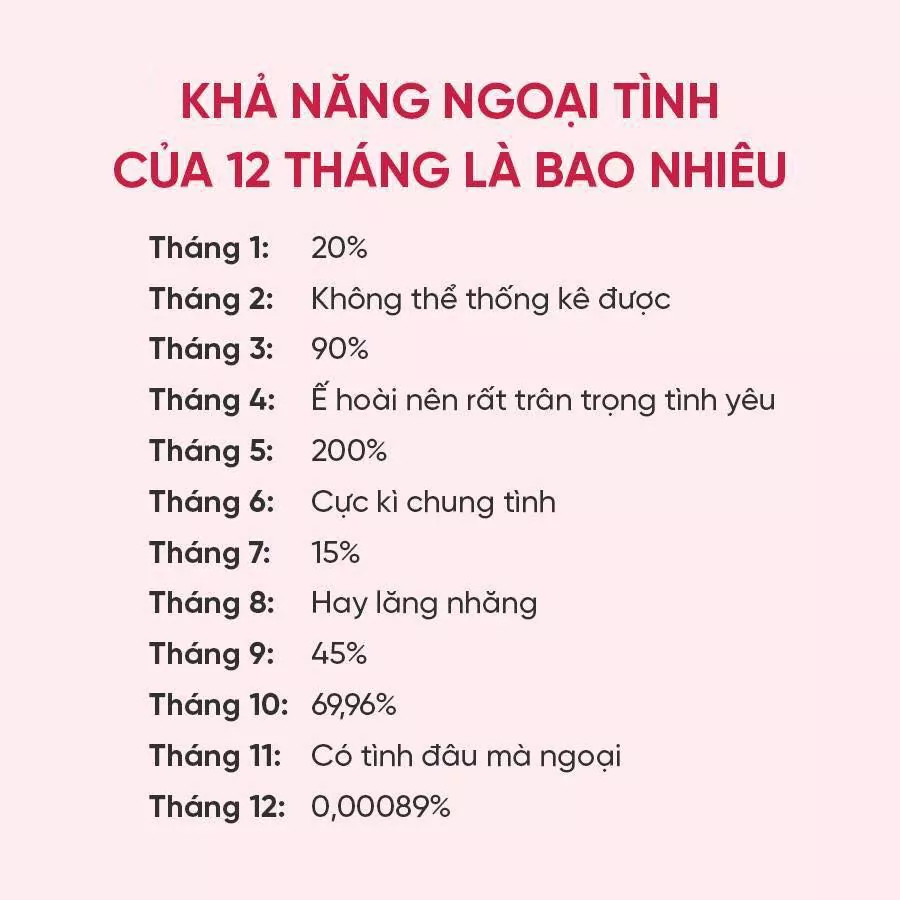 KHẢ NĂNG NGOẠI TÌNH
CỦA 12 THÁNG LÀ BAO NHIÊU
Tháng 1: 20%
Tháng 2: Không thể thống kê được
Tháng 3: 90%
Tháng 4: Ế hoài nên rất trân trọng tình yêu
Tháng 5: 200%
Tháng 6: Cực kì chung tình
Tháng 7: 15%
Tháng 8: Hay lăng nhăng
Tháng 9: 45%
Tháng 10: 69,96%
Tháng 11: Có tình đâu mà ngoại
Tháng 12: 0,00089%